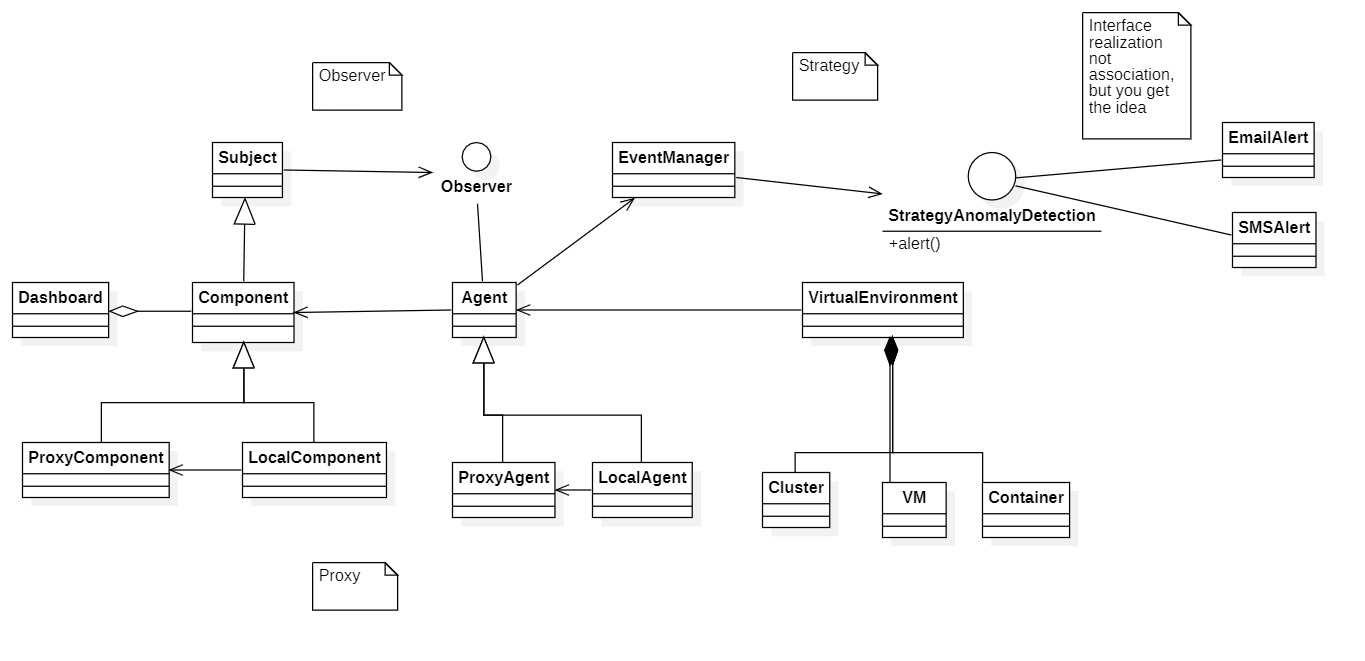 Interface
realization
not
association,
but you get
the idea
Strategy
Observer
EmailAlert
Subject
EventManager
Observer
StrategyAnomalyDetection
+alert()
SMSAlert
Dashboard
Component
Agent
VirtualEnvironment
ProxyComponent
LocalComponent
ProxyAgent
LocalAgent
Cluster
VM
Container
Proxy